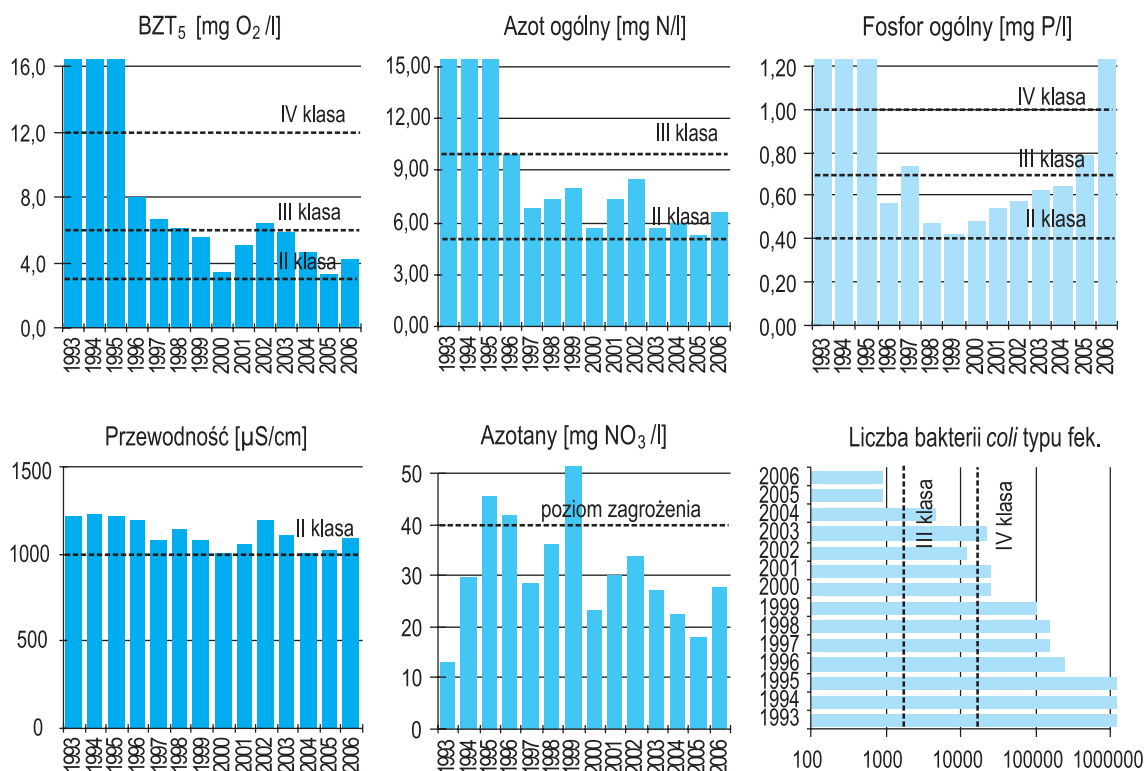 BZT₅ [mg O₂/l]
16,0
12,0
8,0
4,0
0,0
IV klasa
III klasa
II klasa
1993 1994 1995 1996 1997 1998 1999 2000 2001 2002 2003 2004 2005 2006
Azot ogólny [mg N/l]
15,00
12,00
9,00
6,00
3,00
0,00
III klasa
II klasa
1993 1994 1995 1996 1997 1998 1999 2000 2001 2002 2003 2004 2005 2006
Fosfor ogólny [mg P/l]
1,20
1,00
0,80
0,60
0,40
0,20
0,00
IV klasa
III klasa
II klasa
1993 1994 1995 1996 1997 1998 1999 2000 2001 2002 2003 2004 2005 2006
Przewodność [µS/cm]
1500
1000
500
0
II klasa
1993 1994 1995 1996 1997 1998 1999 2000 2001 2002 2003 2004 2005 2006
Azotany [mg NO₃/l]
50
40
30
20
10
0
poziom zagrożenia
1993 1994 1995 1996 1997 1998 1999 2000 2001 2002 2003 2004 2005 2006
Liczba bakterii coli typu fek.
2006
2005
2004
2003
2002
2001
2000
1999
1998
1997
1996
1995
1994
1993
III klasa
IV klasa
100 1000 10000 100000 1000000